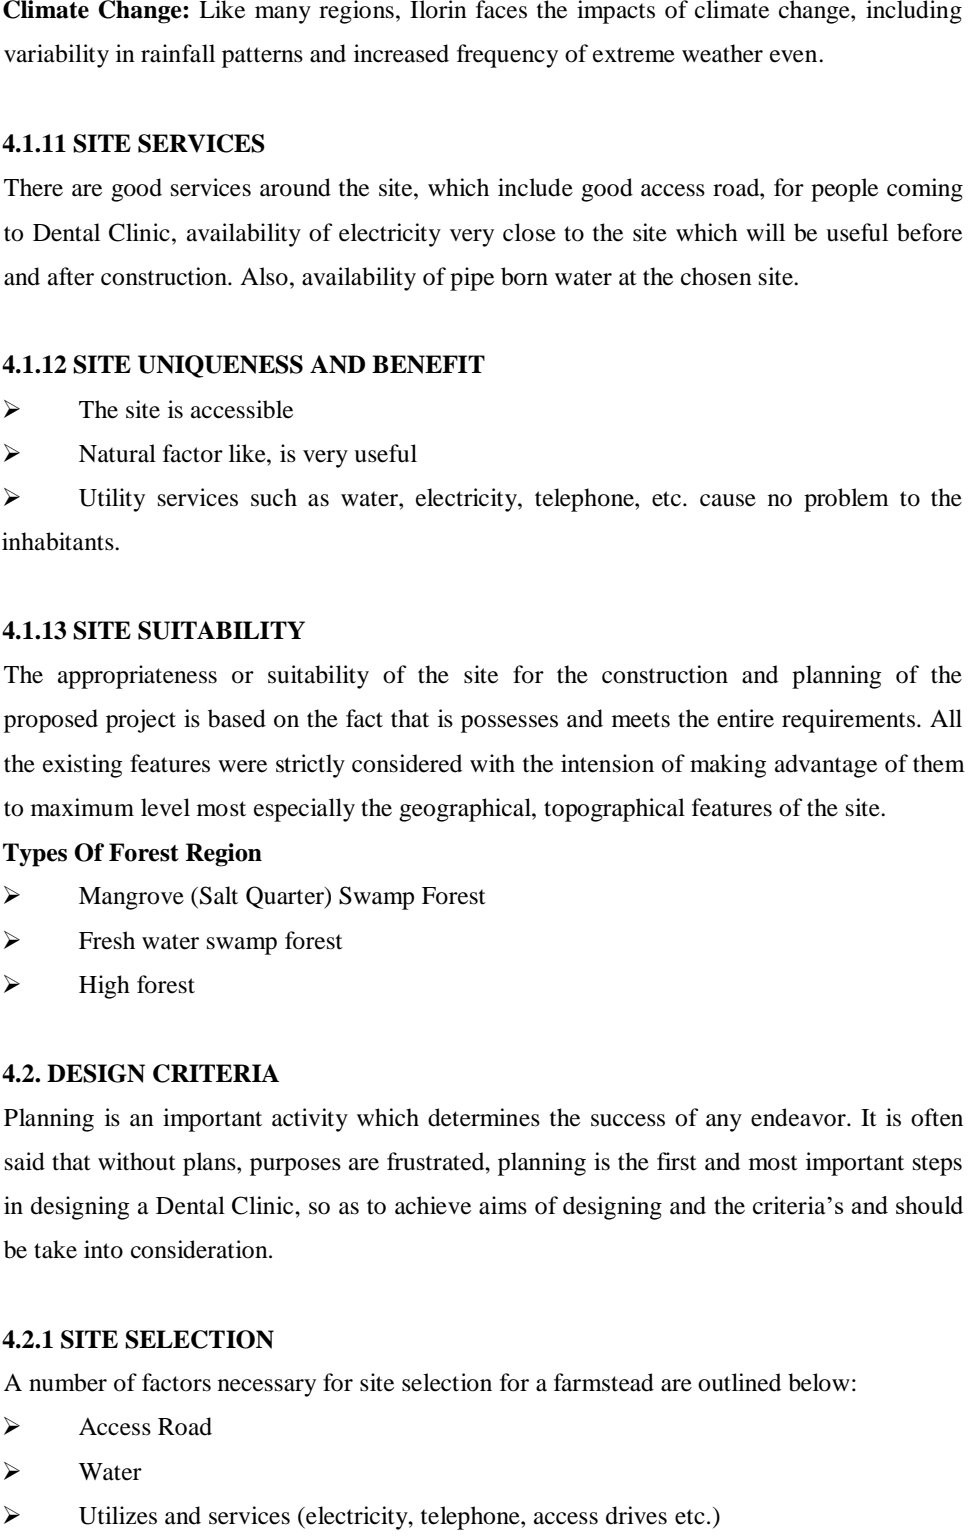 Climate Change: Like many regions, Ilorin faces the impacts of climate change, including
variability in rainfall patterns and increased frequency of extreme weather even.
4.1.11 SITE SERVICES
There are good services around the site, which include good access road, for people coming
to Dental Clinic, availability of electricity very close to the site which will be useful before
and after construction. Also, availability of pipe born water at the chosen site.
4.1.12 SITE UNIQUENESS AND BENEFIT
➢ The site is accessible
➢ Natural factor like, is very useful
➢ Utility services such as water, electricity, telephone, etc. cause no problem to the
inhabitants.
4.1.13 SITE SUITABILITY
The appropriateness or suitability of the site for the construction and planning of the
proposed project is based on the fact that is possesses and meets the entire requirements. All
the existing features were strictly considered with the intension of making advantage of them
to maximum level most especially the geographical, topographical features of the site.
Types Of Forest Region
➢ Mangrove (Salt Quarter) Swamp Forest
➢ Fresh water swamp forest
➢ High forest
4.2. DESIGN CRITERIA
Planning is an important activity which determines the success of any endeavor. It is often
said that without plans, purposes are frustrated, planning is the first and most important steps
in designing a Dental Clinic, so as to achieve aims of designing and the criteria’s and should
be take into consideration.
4.2.1 SITE SELECTION
A number of factors necessary for site selection for a farmstead are outlined below:
➢ Access Road
➢ Water
➢ Utilizes and services (electricity, telephone, access drives etc.)